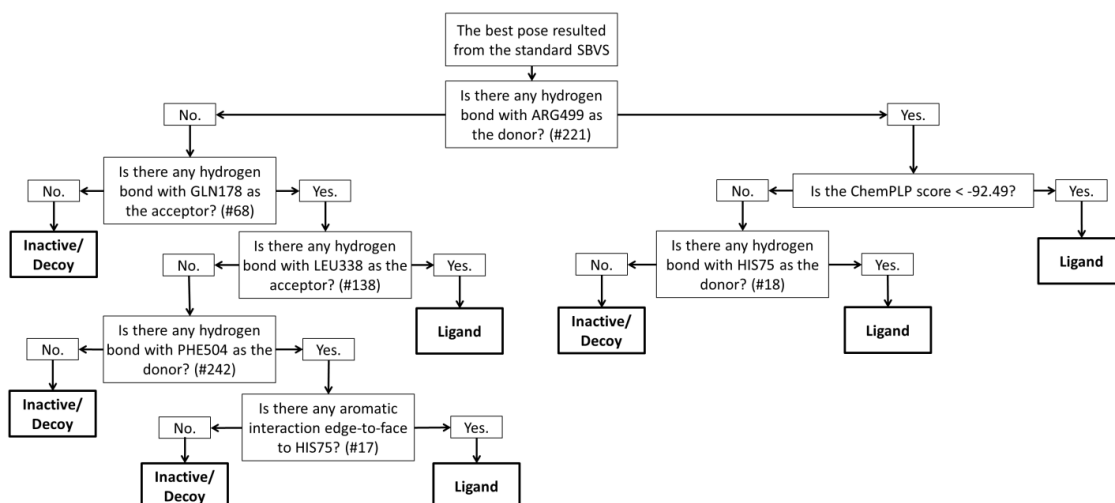 The best pose resulted
from the standard SBVS
Is there any hydrogen
bond with ARG499 as
the donor? (#221)
No.
Yes.
Is there any hydrogen
bond with GLN178 as
the acceptor? (#68)
No.
Yes.
Is the ChemPLP score < -92.49?
No.
Yes.
Inactive/
Decoy
Is there any hydrogen
bond with LEU338 as the
acceptor? (#138)
No.
Yes.
Is there any hydrogen
bond with HIS75 as the
donor? (#18)
No.
Yes.
Ligand
Ligand
Inactive/
Decoy
Ligand
Is there any hydrogen
bond with PHE504 as the
donor? (#242)
No.
Yes.
Inactive/
Decoy
Is there any aromatic
interaction edge-to-face
to HIS75? (#17)
No.
Yes.
Inactive/
Decoy
Ligand